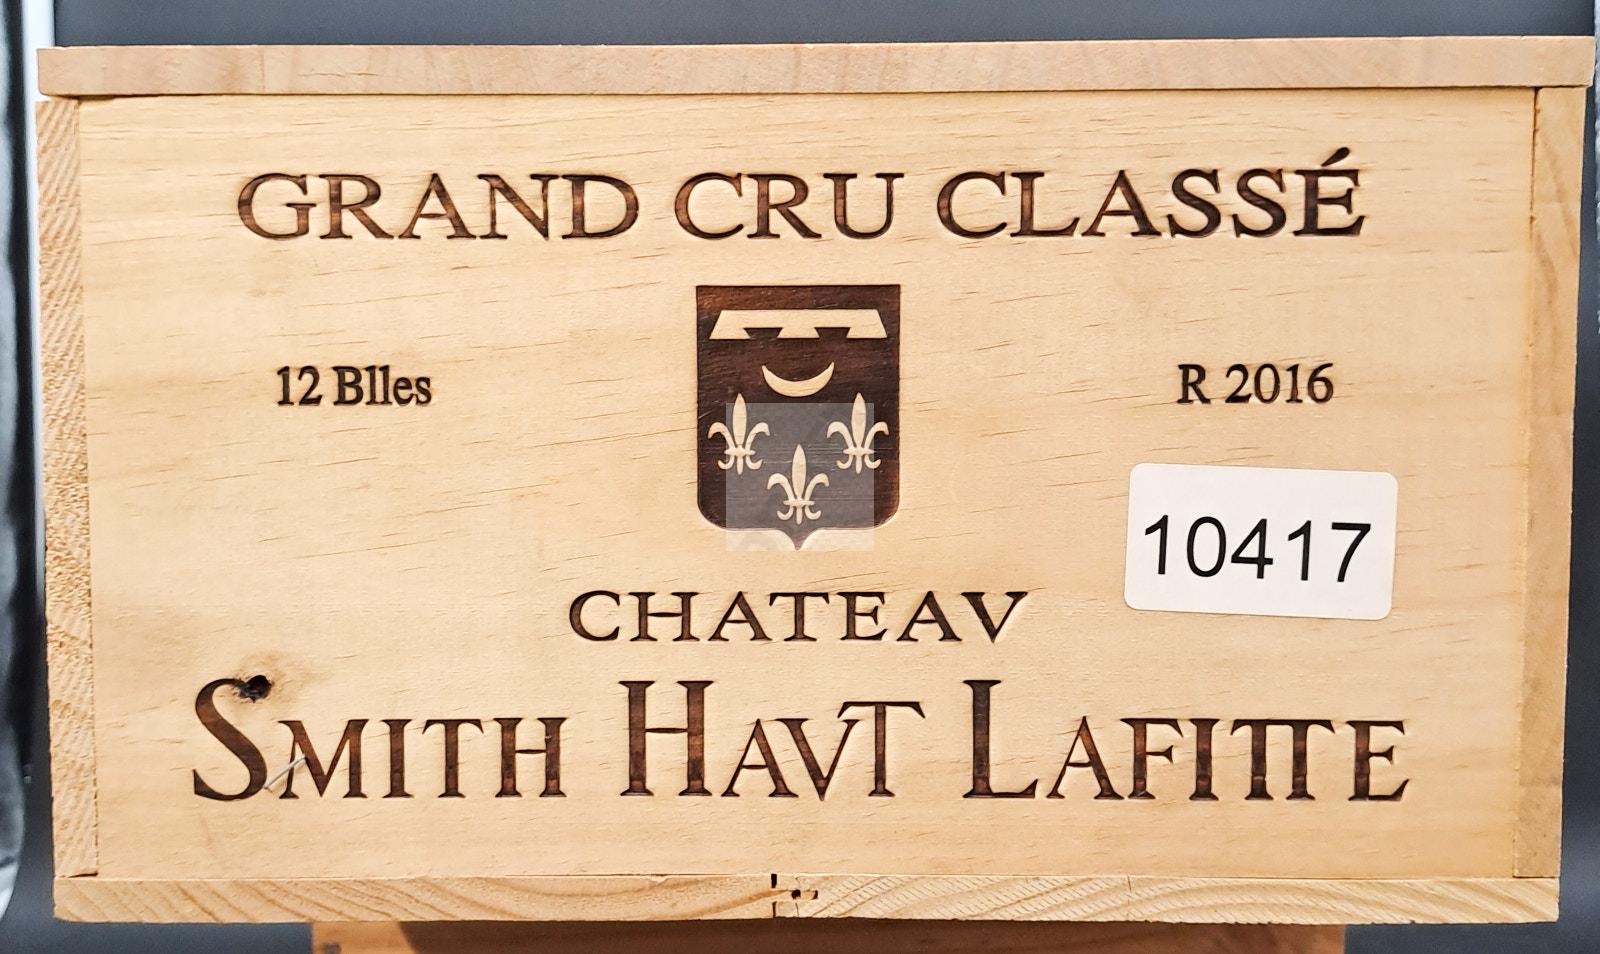 GRAND CRU CLASSÉ
12 Blles
R 2016
10417
CHATEAV
SMITH HAVT LAFITTE